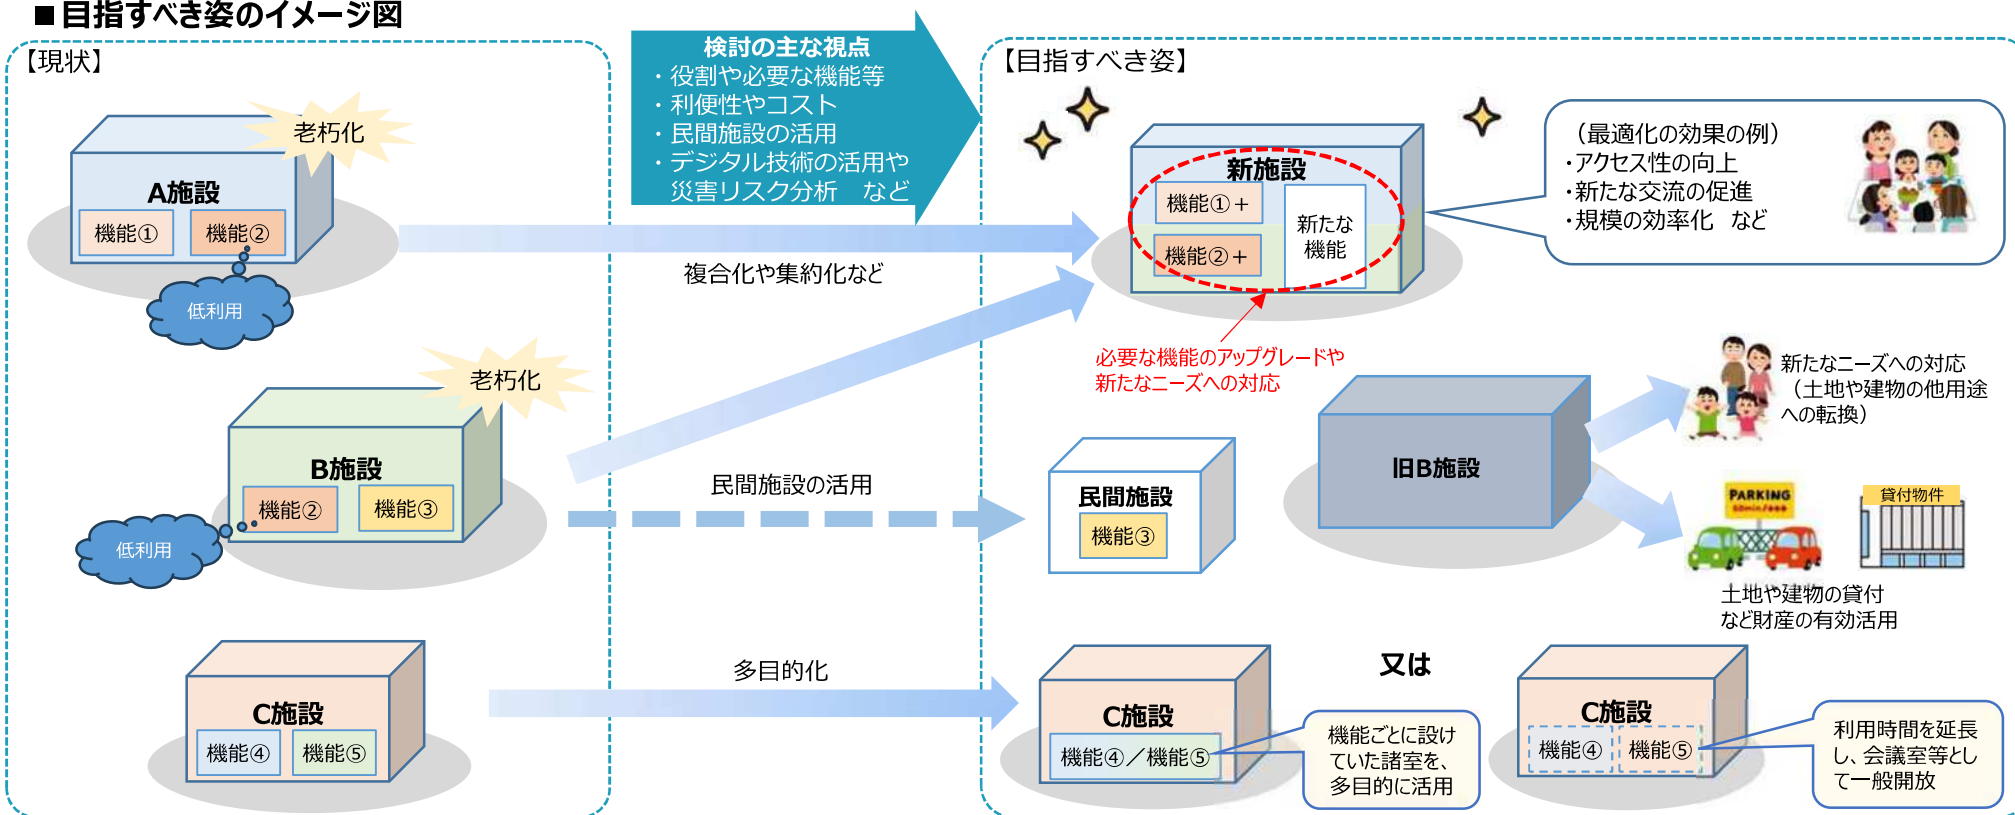 ■目指すべき姿のイメージ図
【現状】
老朽化
A施設
機能①
機能②
低利用
老朽化
B施設
機能②
機能③
低利用
C施設
機能④
機能⑤
検討の主な視点
・役割や必要な機能等
・利便性やコスト
・民間施設の活用
・デジタル技術の活用や
災害リスク分析　など
複合化や集約化など
民間施設の活用
多目的化
【目指すべき姿】
新施設
機能①＋
機能②＋
新たな
機能
（最適化の効果の例）
・アクセス性の向上
・新たな交流の促進
・規模の効率化　など
必要な機能のアップグレードや
新たなニーズへの対応
民間施設
機能③
旧B施設
新たなニーズへの対応
（土地や建物の他用途
への転換）
PARKING
貸付物件
土地や建物の貸付
など財産の有効活用
C施設
機能④／機能⑤
機能ごとに設け
ていた諸室を、
多目的に活用
又は
C施設
機能④
機能⑤
利用時間を延長
し、会議室等とし
て一般開放